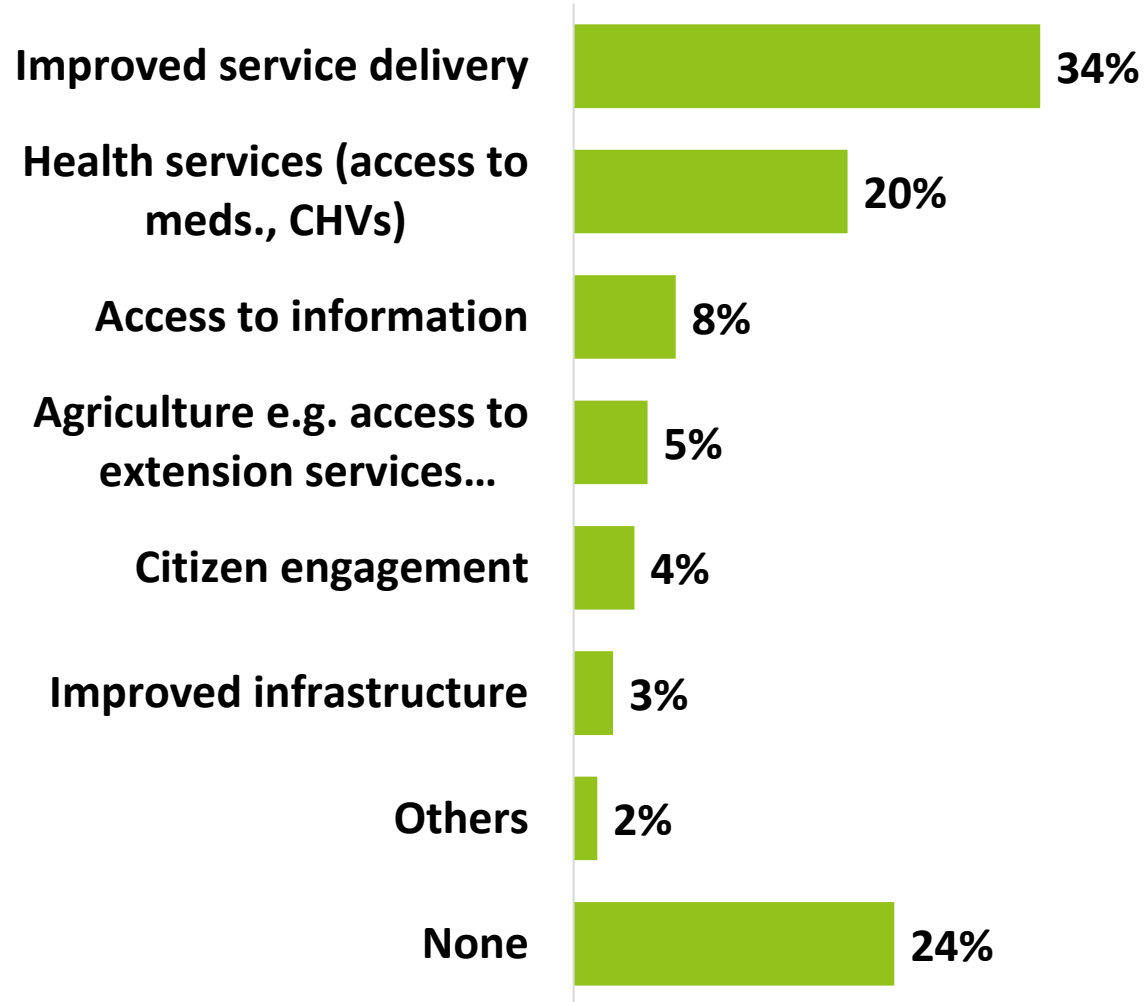 Improved service delivery 34%
Health services (access to
meds., CHVs) 20%
Access to information 8%
Agriculture e.g. access to
extension services... 5%
Citizen engagement 4%
Improved infrastructure 3%
Others 2%
None 24%